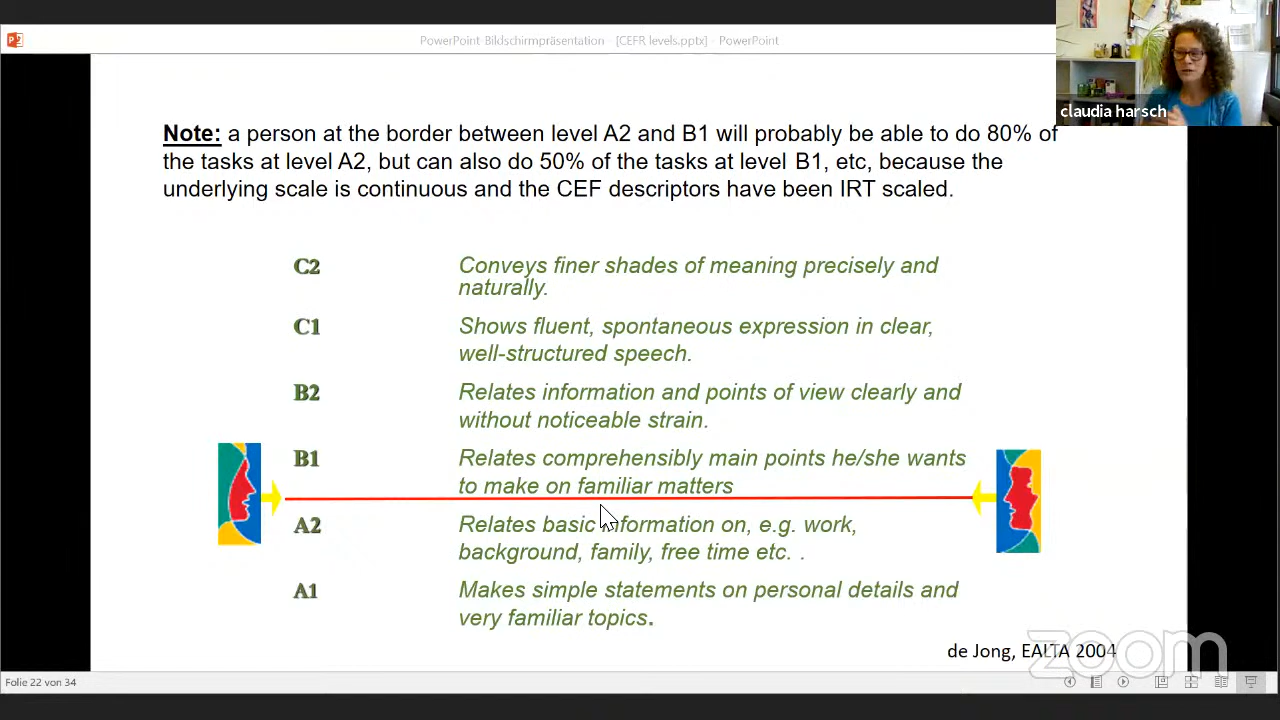 PowerPoint Bildschirmpräsentation - [CEFR levels.pptx] - PowerPoint
claudia harsch
Note: a person at the border between level A2 and B1 will probably be able to do 80% of
the tasks at level A2, but can also do 50% of the tasks at level B1, etc, because the
underlying scale is continuous and the CEF descriptors have been IRT scaled.
C2 Conveys finer shades of meaning precisely and
naturally.
C1 Shows fluent, spontaneous expression in clear,
well-structured speech.
B2 Relates information and points of view clearly and
without noticeable strain.
B1 Relates comprehensibly main points he/she wants
to make on familiar matters
A2 Relates basic information on, e.g. work,
background, family, free time etc. .
A1 Makes simple statements on personal details and
very familiar topics.
de Jong, EALTA 2004
zoom
Folie 22 von 34